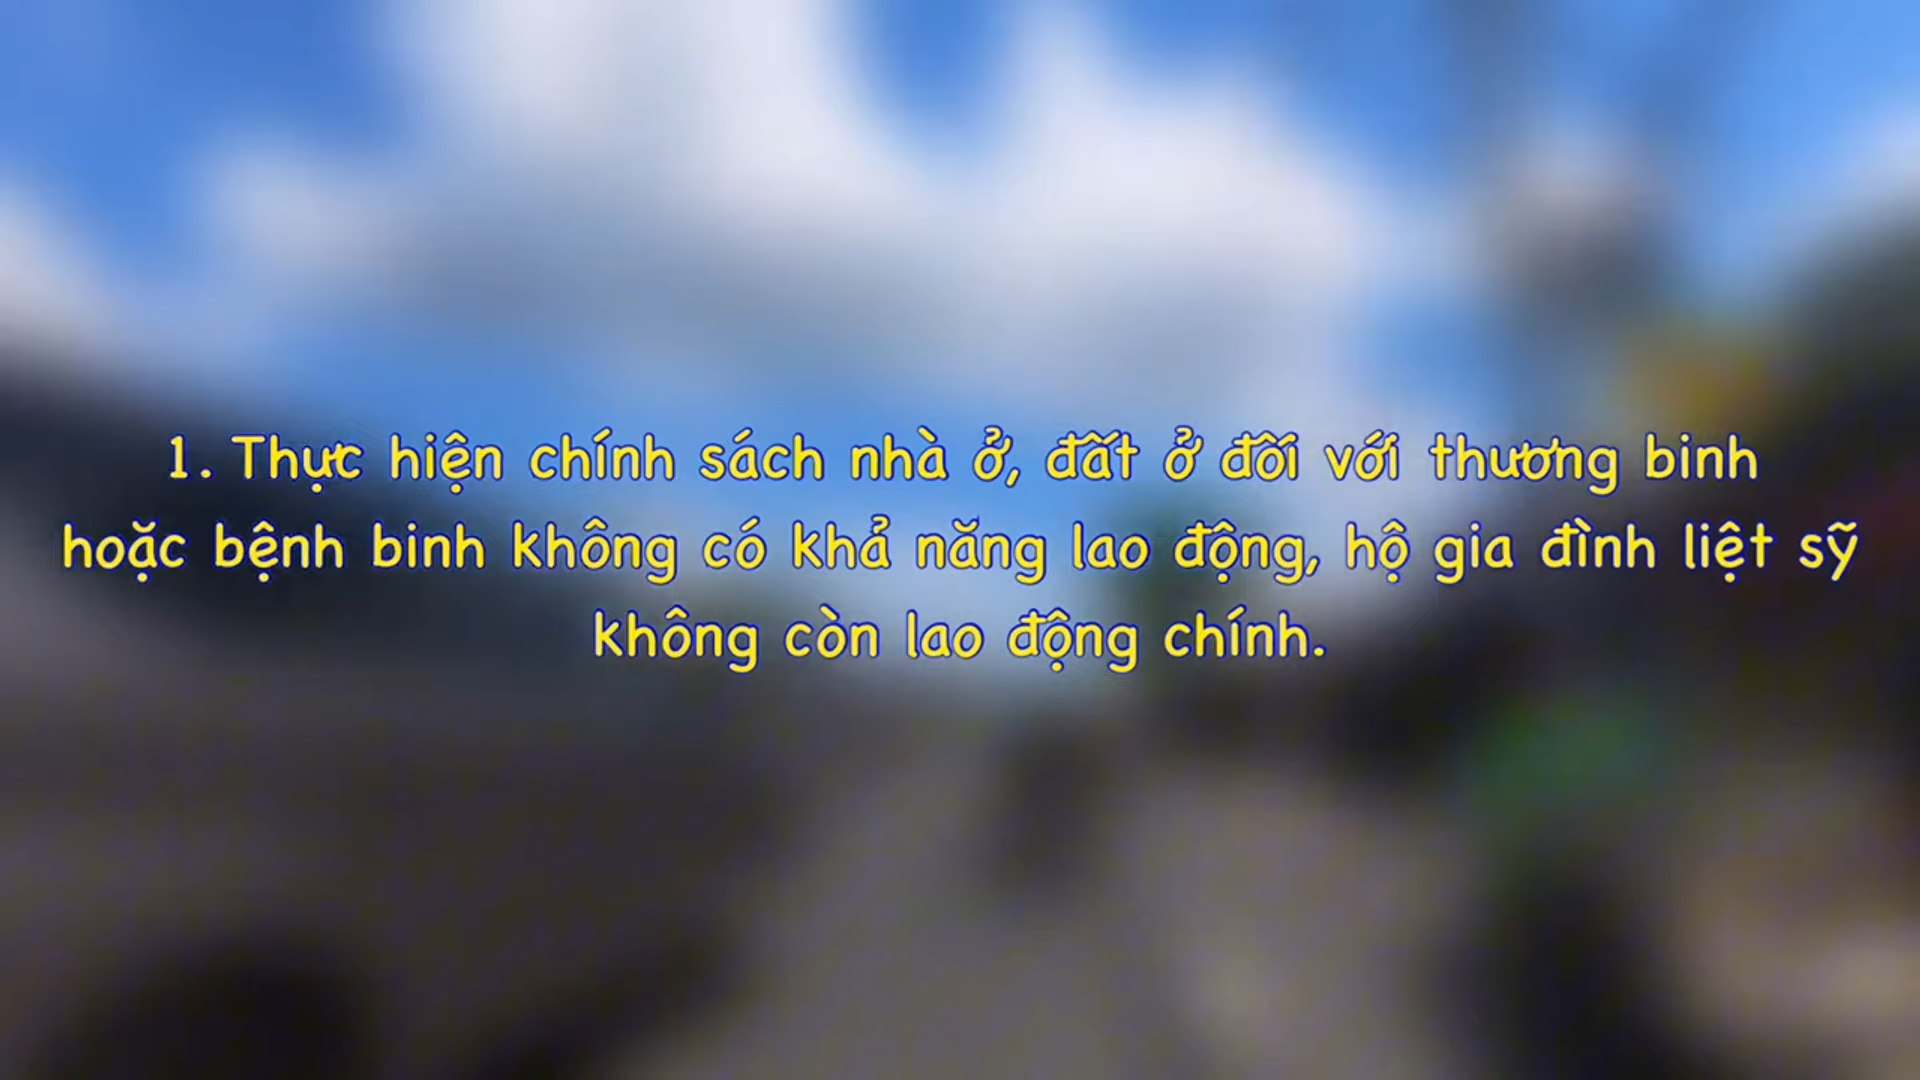 1. Thực hiện chính sách nhà ở, đất ở đối với thương binh
hoặc bệnh binh không có khả năng lao động, hộ gia đình liệt sỹ
không còn lao động chính.